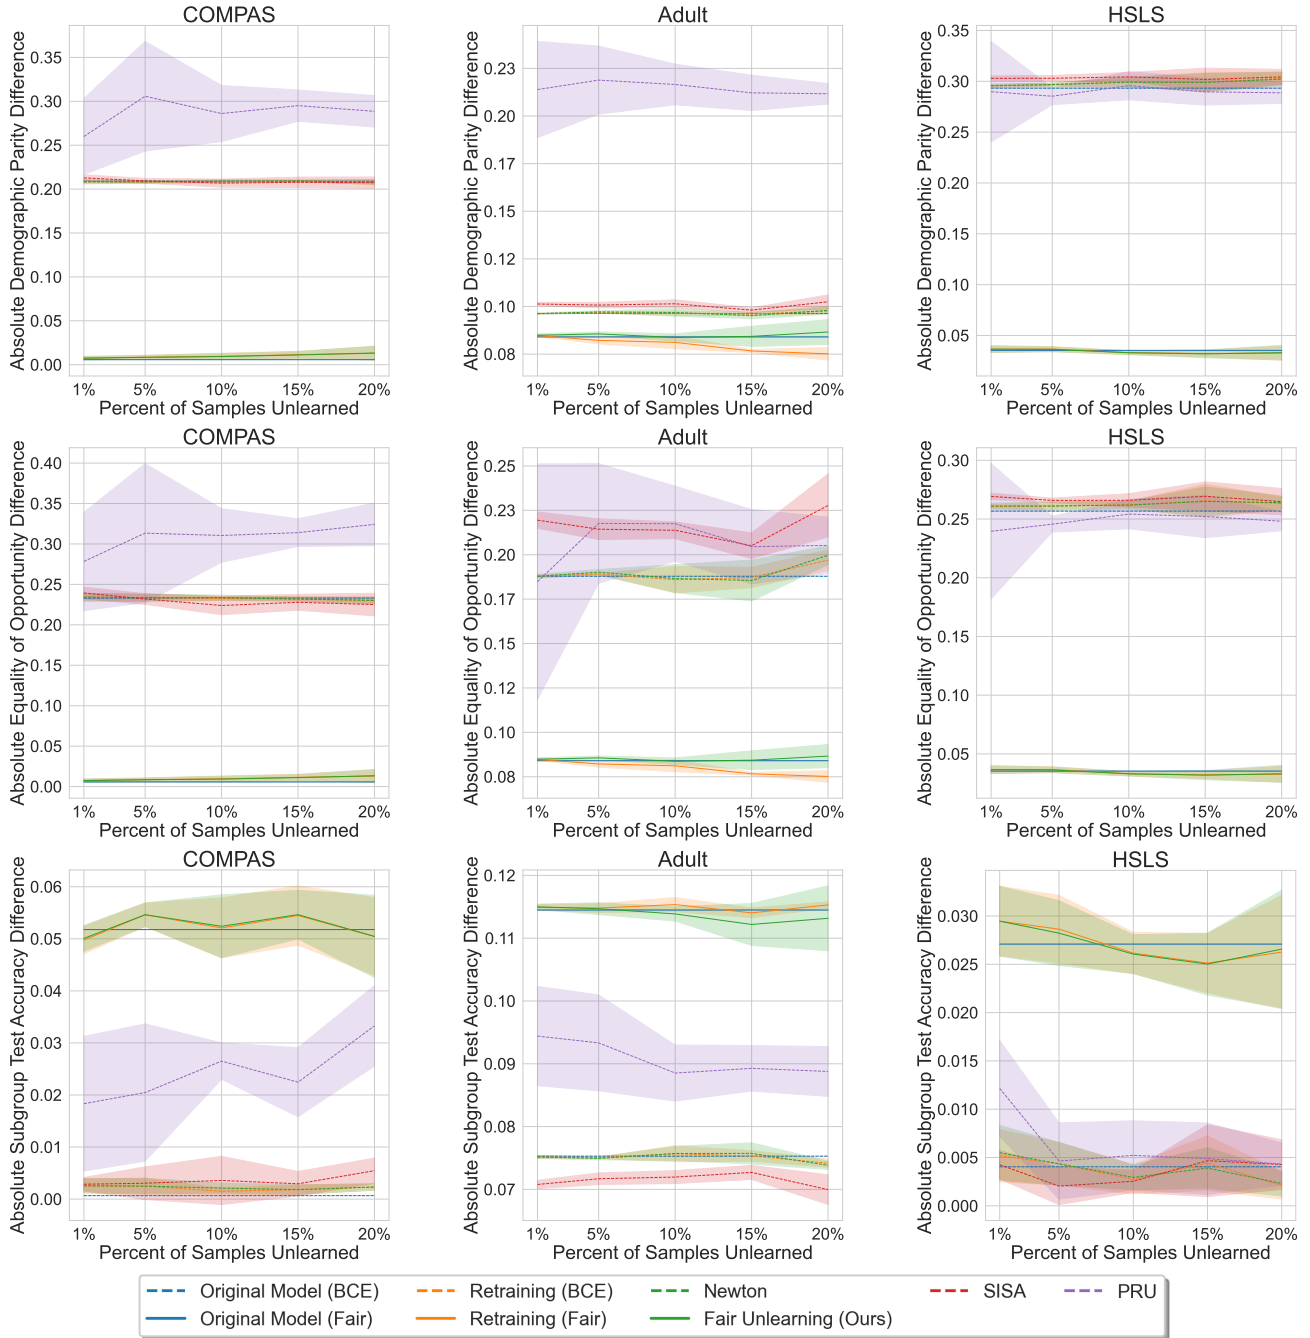 COMPAS Adult HSLS
Absolute Demographic Parity Difference
0.35
0.30
0.25
0.20
0.15
0.10
0.05
0.00
1% 5% 10% 15% 20%
Percent of Samples Unlearned
Absolute Demographic Parity Difference
0.23
0.20
0.17
0.15
0.12
0.10
0.08
1% 5% 10% 15% 20%
Percent of Samples Unlearned
Absolute Demographic Parity Difference
0.35
0.30
0.25
0.20
0.15
0.10
0.05
1% 5% 10% 15% 20%
Percent of Samples Unlearned
COMPAS Adult HSLS
Absolute Equality of Opportunity Difference
0.40
0.35
0.30
0.25
0.20
0.15
0.10
0.05
0.00
1% 5% 10% 15% 20%
Percent of Samples Unlearned
Absolute Equality of Opportunity Difference
0.25
0.23
0.20
0.17
0.15
0.12
0.10
0.08
1% 5% 10% 15% 20%
Percent of Samples Unlearned
Absolute Equality of Opportunity Difference
0.30
0.25
0.20
0.15
0.10
0.05
1% 5% 10% 15% 20%
Percent of Samples Unlearned
COMPAS Adult HSLS
Absolute Subgroup Test Accuracy Difference
0.06
0.05
0.04
0.03
0.02
0.01
0.00
1% 5% 10% 15% 20%
Percent of Samples Unlearned
Absolute Subgroup Test Accuracy Difference
0.12
0.11
0.10
0.09
0.08
0.07
1% 5% 10% 15% 20%
Percent of Samples Unlearned
Absolute Subgroup Test Accuracy Difference
0.030
0.025
0.020
0.015
0.010
0.005
0.000
1% 5% 10% 15% 20%
Percent of Samples Unlearned
Original Model (BCE) Retraining (BCE) Newton SISA PRU
Original Model (Fair) Retraining (Fair) Fair Unlearning (Ours)